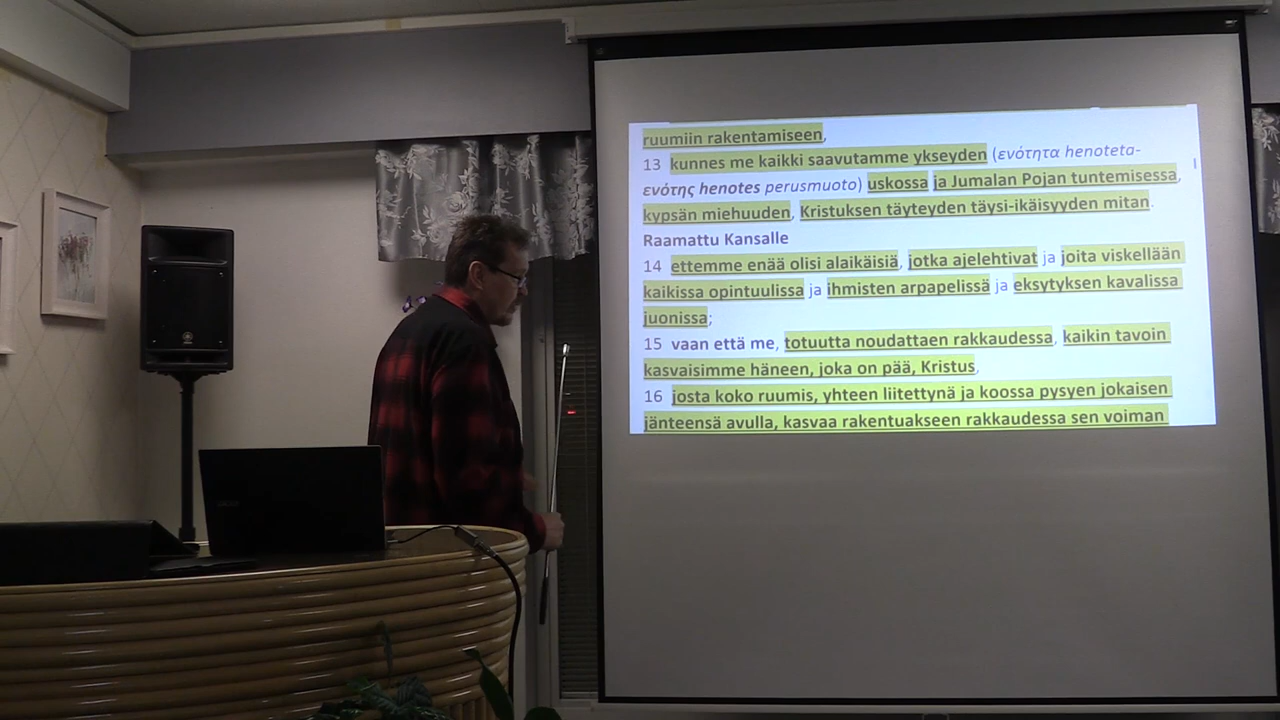 ruumiin rakentamiseen,
13 kunnes me kaikki saavutamme ykseyden (ενότητα henoteta-
ενότης henotes perusmuoto) uskossa ja Jumalan Pojan tuntemisessa,
kypsän miehuuden, Kristuksen täyteyden täysi-ikäisyyden mitan.
Raamattu Kansalle
14 ettemme enää olisi alaikäisiä, jotka ajelehtivat ja joita viskellään
kaikissa opintuulissa ja ihmisten arpapelissä ja eksytyksen kavalissa
juonissa;
15 vaan että me, totuutta noudattaen rakkaudessa, kaikin tavoin
kasvaisimme häneen, joka on pää, Kristus,
16 josta koko ruumis, yhteen liitettynä ja koossa pysyen jokaisen
jänteensä avulla, kasvaa rakentuakseen rakkaudessa sen voiman